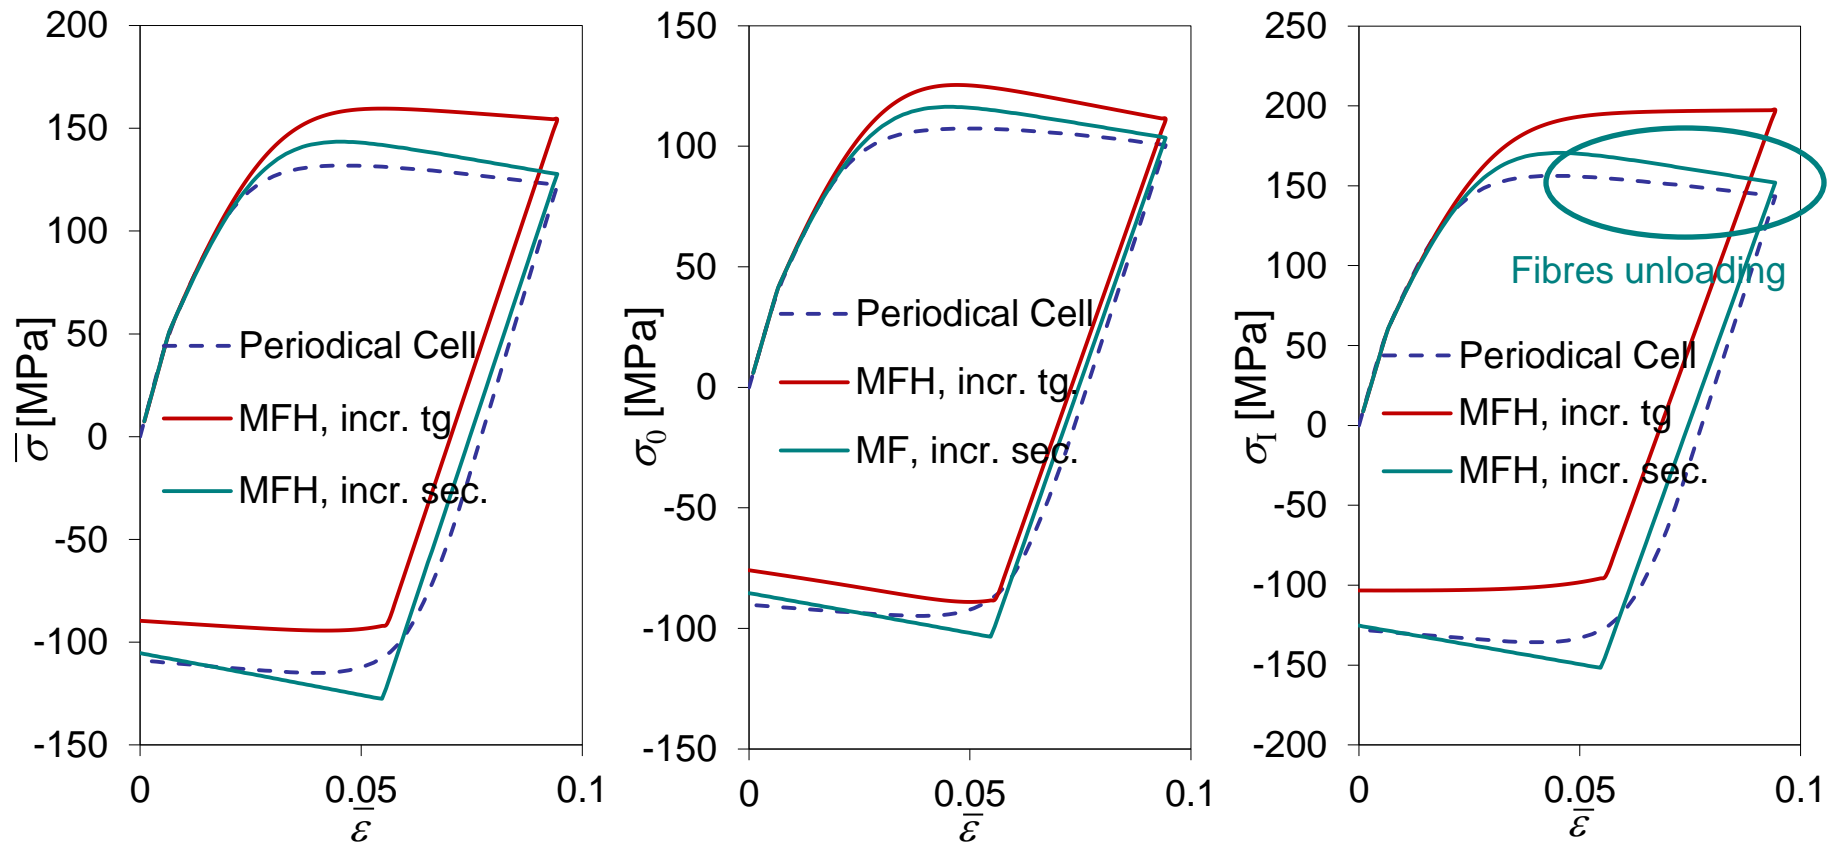 200
150
100
50
0
-50
-100
-150
σ̅ [MPa]
Periodical Cell
MFH, incr. tg
MFH, incr. sec.
0 0.05 0.1
ε̅
150
100
50
0
-50
-100
-150
σ₀ [MPa]
Periodical Cell
MFH, incr. tg.
MF, incr. sec.
0 0.05 0.1
ε̅
250
200
150
100
50
0
-50
-100
-150
-200
σ_I [MPa]
Fibres unloading
Periodical Cell
MFH, incr. tg
MFH, incr. sec.
0 0.05 0.1
ε̅